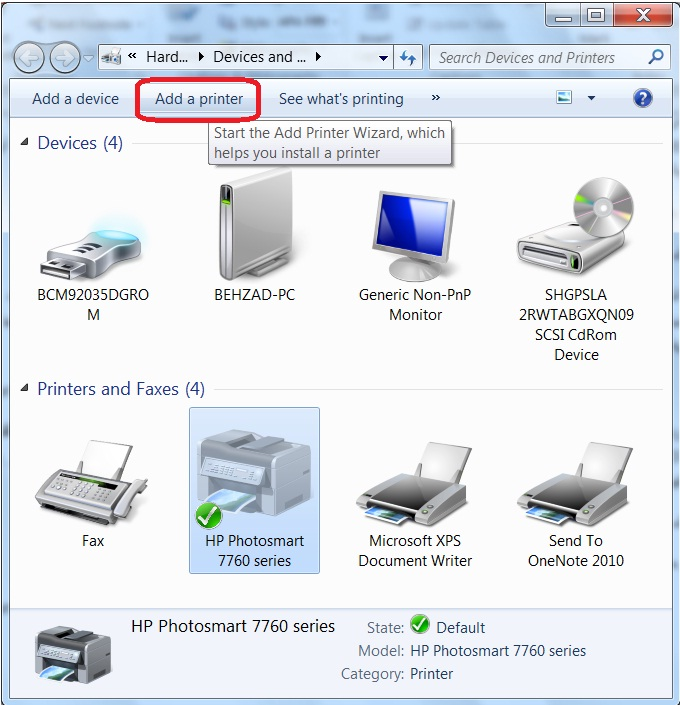 « Hard... Devices and ...
Search Devices and Printers
Add a device
Add a printer
See what's printing
»
?
Start the Add Printer Wizard, which
helps you install a printer
Devices (4)
BCM92035DGRO
M
BEHZAD-PC
Generic Non-PnP
Monitor
SHGPSLA
2RWTABGXQN09
SCSI CdRom
Device
Printers and Faxes (4)
Fax
HP Photosmart
7760 series
Microsoft XPS
Document Writer
Send To
OneNote 2010
HP Photosmart 7760 series
State: Default
Model: HP Photosmart 7760 series
Category: Printer